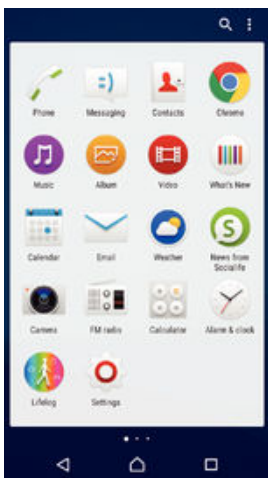 Phone Messaging Contacts Chrome
Music Album Video What's New
Calendar Email Weather News from
Socialife
Camera FM radio Calculator Alarm & clock
Lifelog Settings